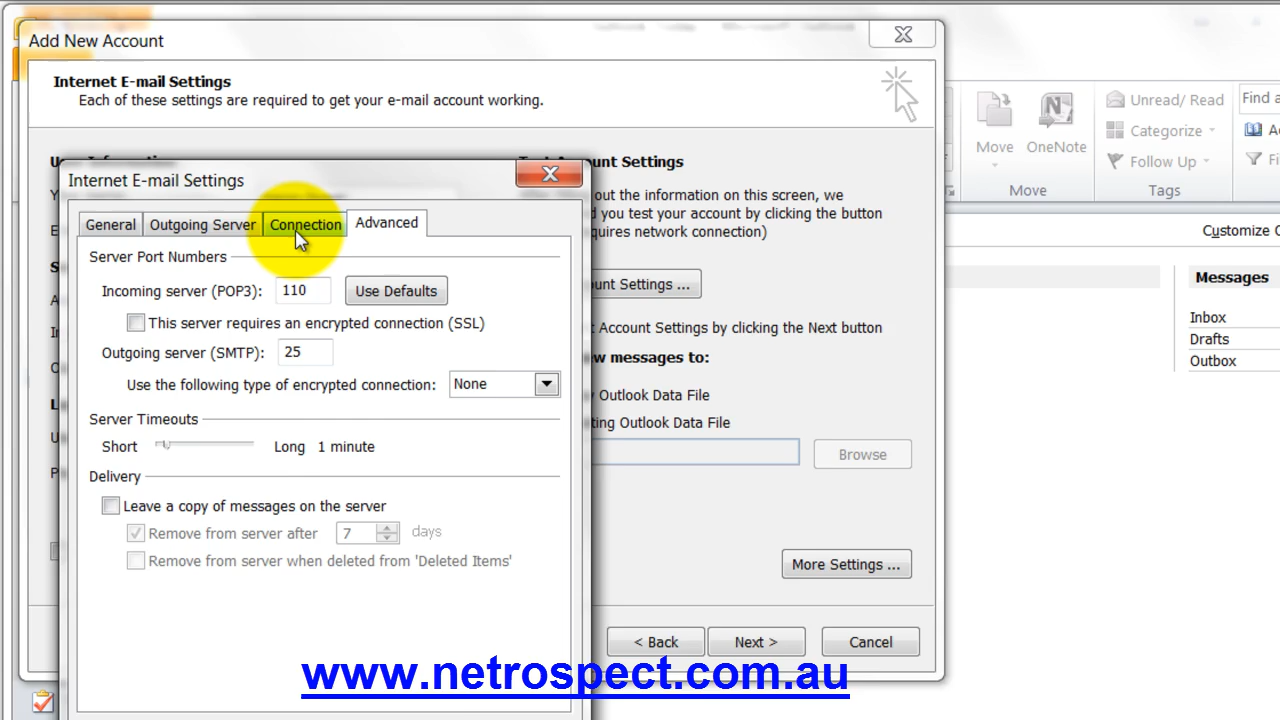 Add New Account
Internet E-mail Settings
Each of these settings are required to get your e-mail account working.
Account Settings
out the information on this screen, we
d you test your account by clicking the button
quires network connection)
unt Settings ...
Account Settings by clicking the Next button
ew messages to:
Outlook Data File
ting Outlook Data File
Browse
More Settings ...
< Back
Next >
Cancel
Internet E-mail Settings
General
Outgoing Server
Connection
Advanced
Server Port Numbers
Incoming server (POP3): 110 Use Defaults
This server requires an encrypted connection (SSL)
Outgoing server (SMTP): 25
Use the following type of encrypted connection: None
Server Timeouts
Short Long 1 minute
Delivery
Leave a copy of messages on the server
Remove from server after 7 days
Remove from server when deleted from 'Deleted Items'
Move
OneNote
Move
Unread/ Read
Categorize
Follow Up
Tags
Find a
Customize
Messages
Inbox
Drafts
Outbox
www.netrospect.com.au